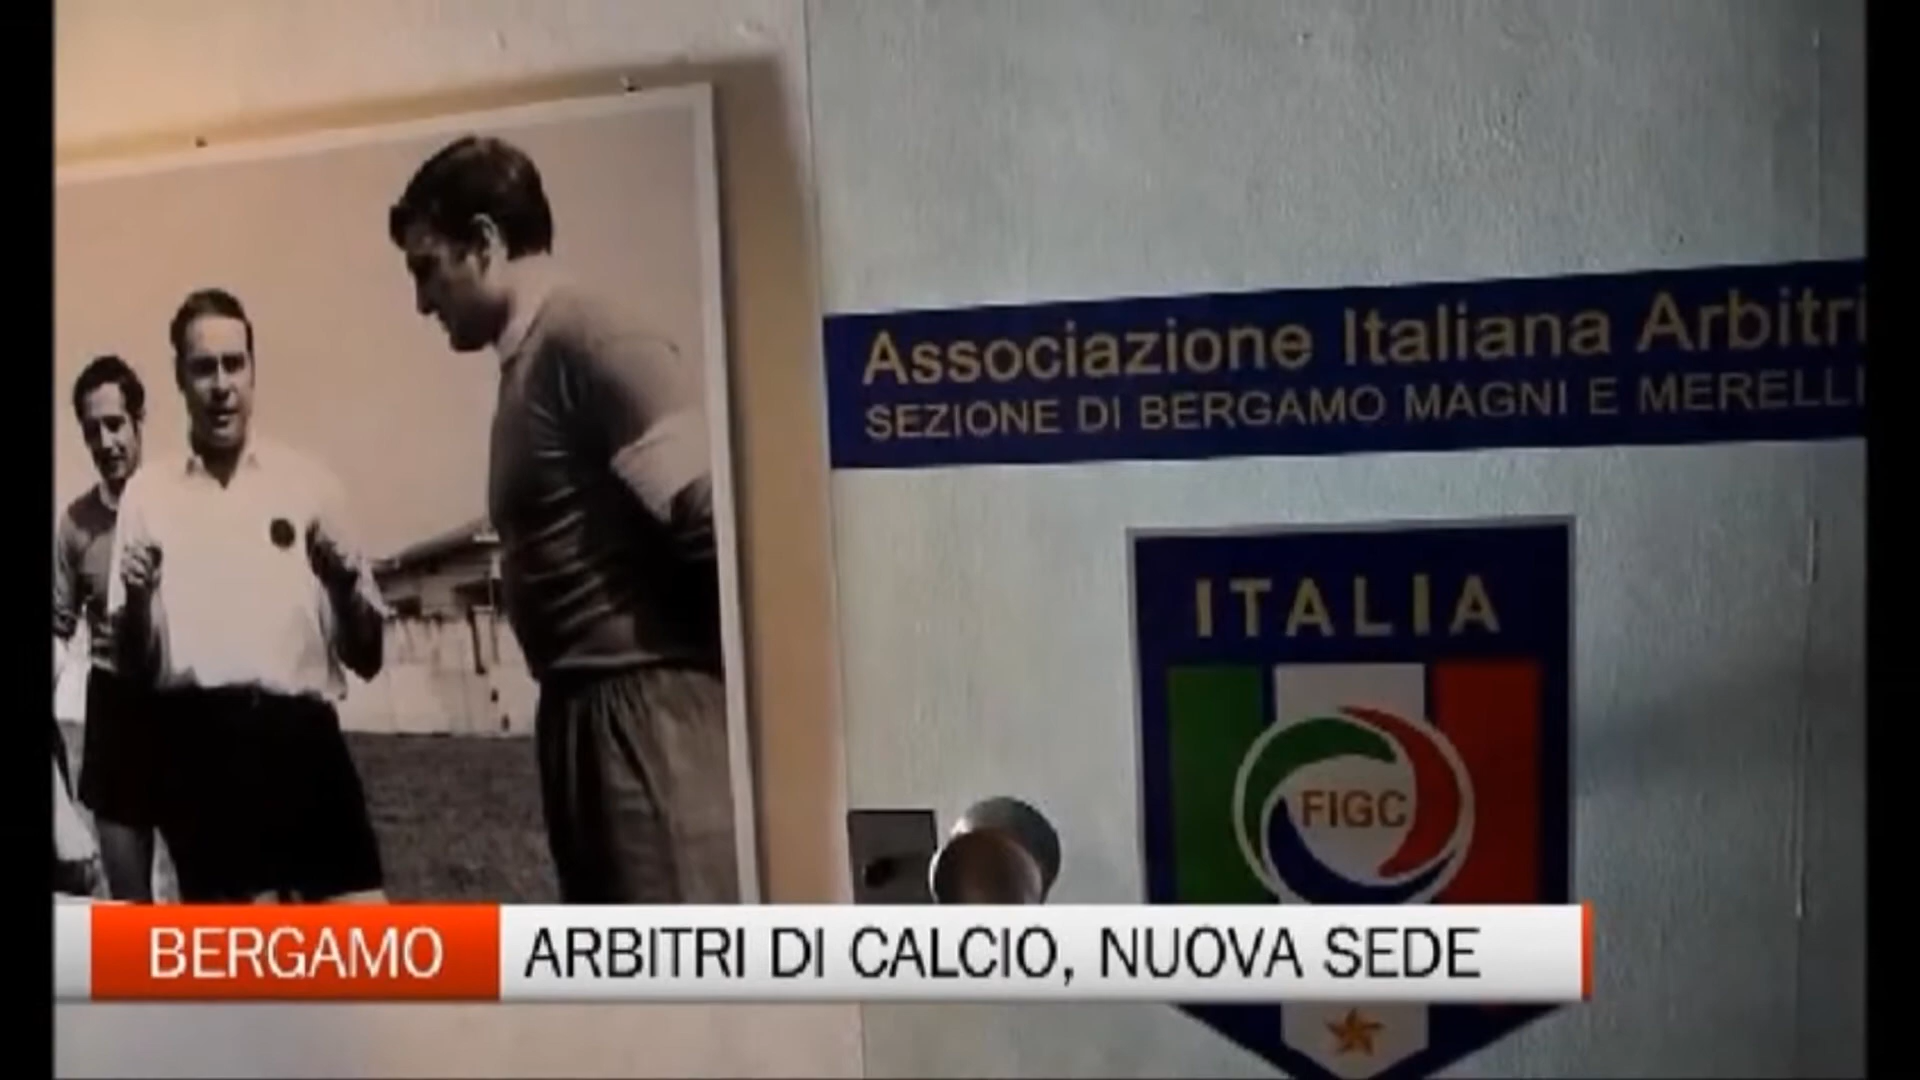 Associazione Italiana Arbitri
SEZIONE DI BERGAMO MAGNI E MERELLI
ITALIA
FIGC
BERGAMO
ARBITRI DI CALCIO, NUOVA SEDE